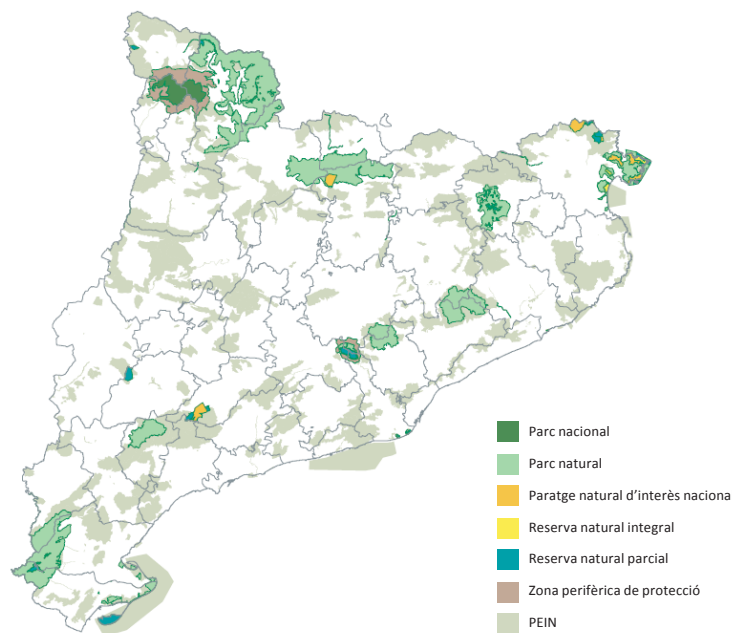 Parc nacional
Parc natural
Paratge natural d'interès naciona
Reserva natural integral
Reserva natural parcial
Zona perifèrica de protecció
PEIN